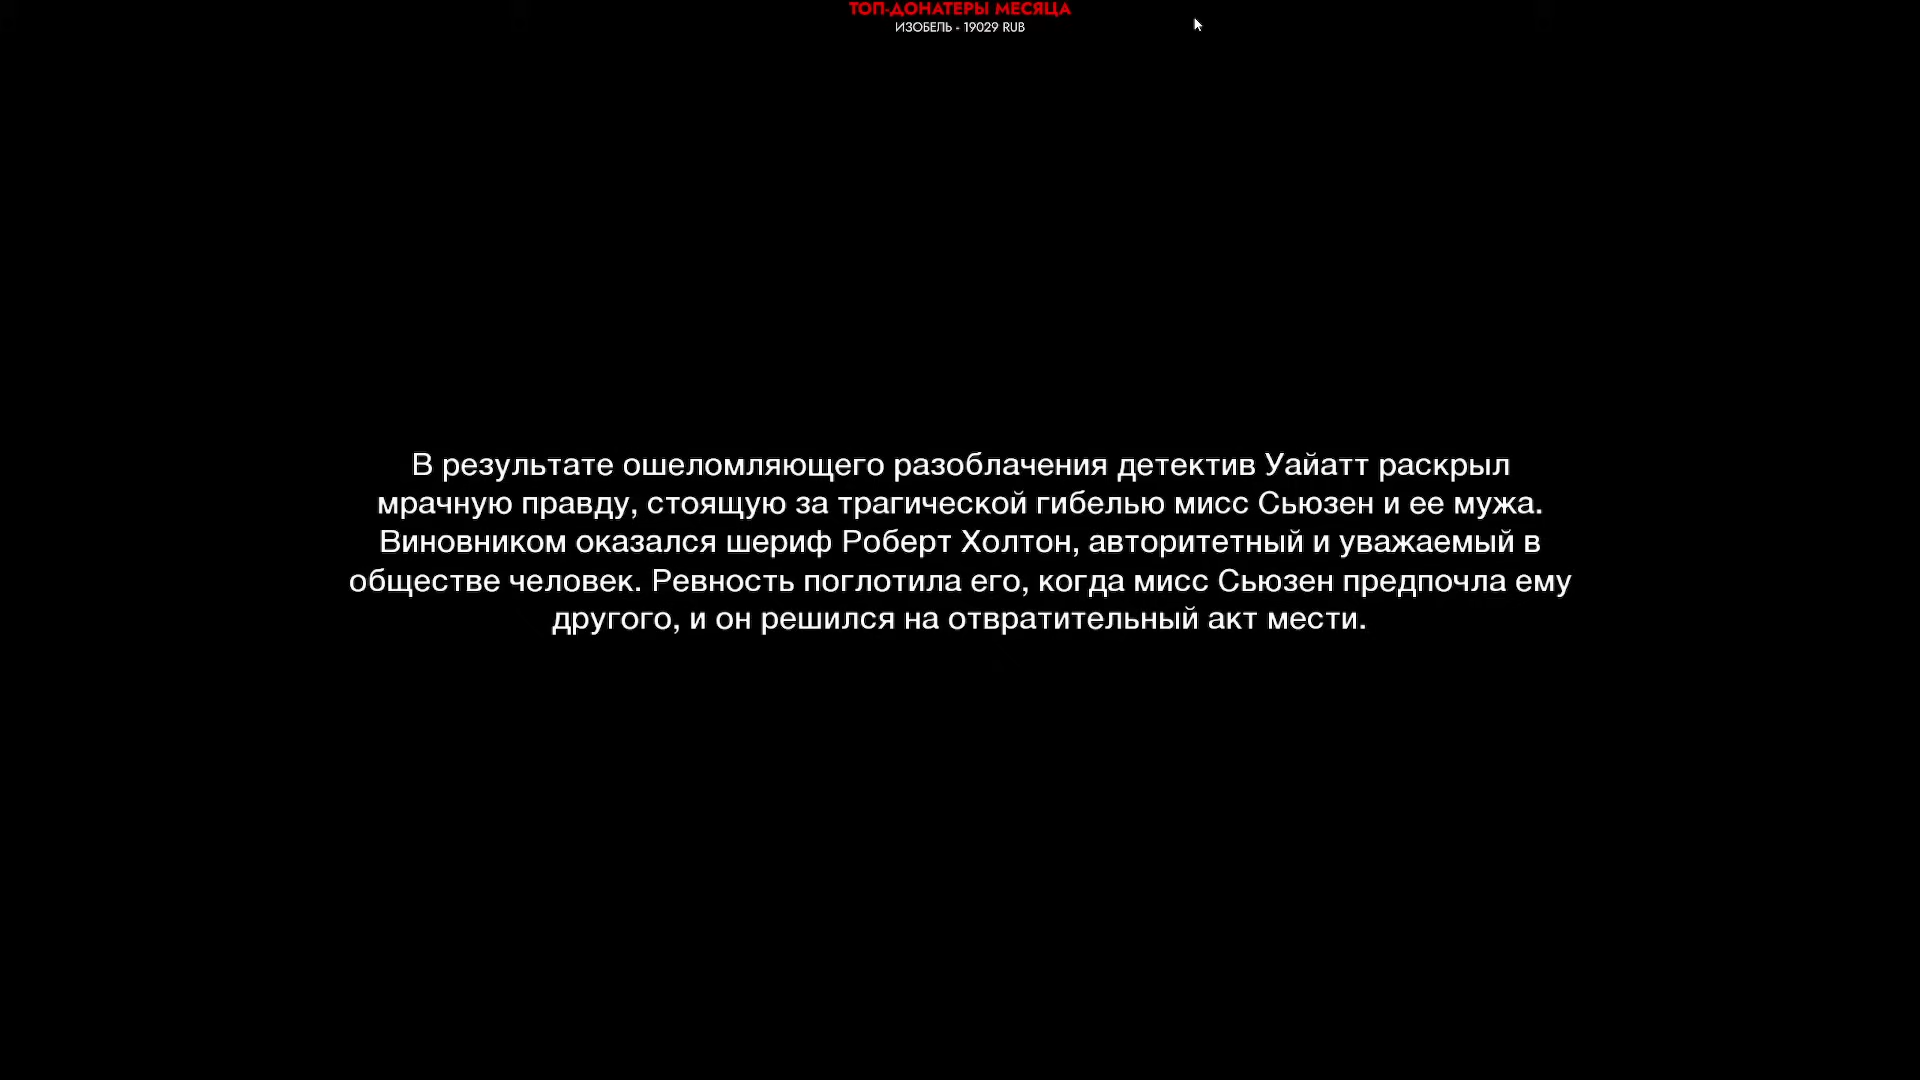 ТОП-ДОНАТЕРЫ МЕСЯЦА
ИЗОБЕЛЬ - 19029 RUB
В результате ошеломляющего разоблачения детектив Уайатт раскрыл
мрачную правду, стоящую за трагической гибелью мисс Сьюзен и ее мужа.
Виновником оказался шериф Роберт Холтон, авторитетный и уважаемый в
обществе человек. Ревность поглотила его, когда мисс Сьюзен предпочла ему
другого, и он решился на отвратительный акт мести.